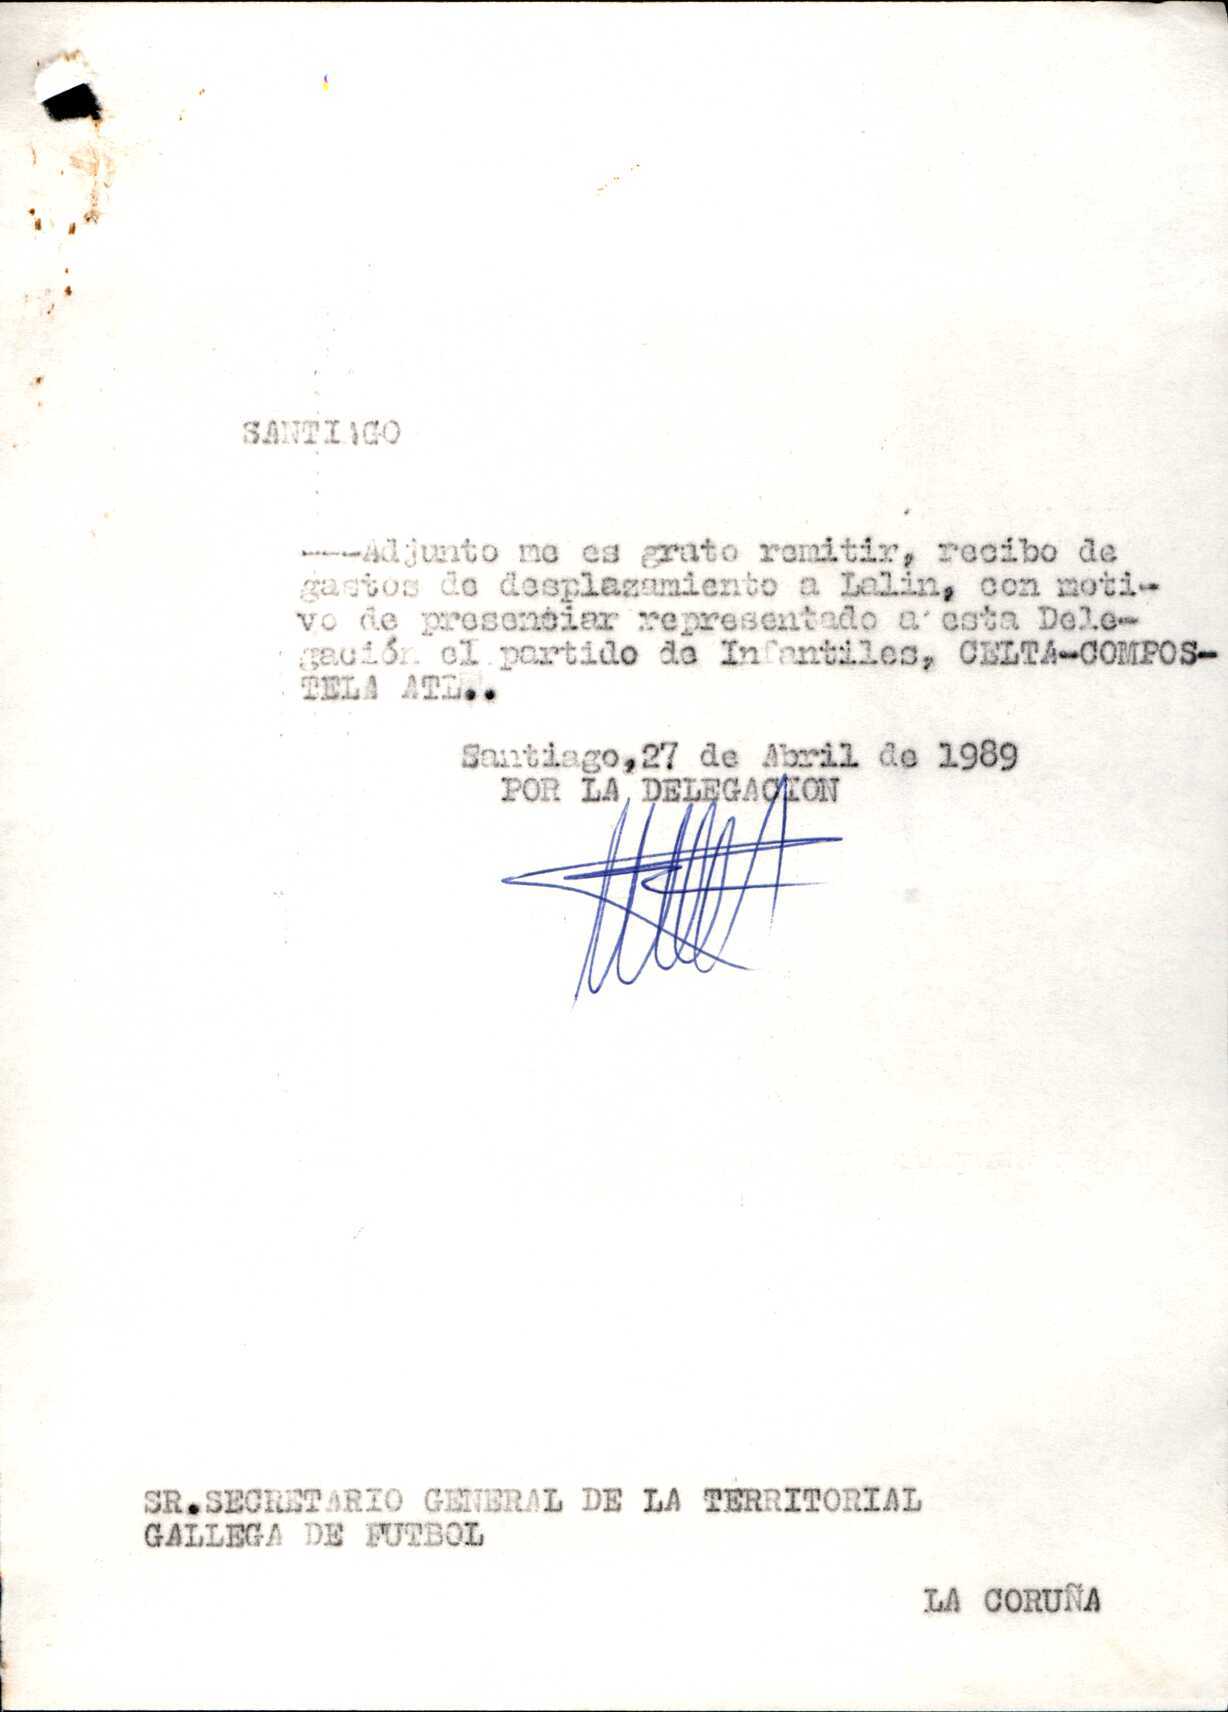 SANTIAGO
---Adjunto me es grato remitir, recibo de
gastos de desplazamiento a Lalin, con moti-
vo de presenciar representado a esta Dele-
gación el partido de Infantiles, CELTA-COMPOS-
TELA ATL..
Santiago,27 de Abril de 1989
POR LA DELEGACION
SR.SECRETARIO GENERAL DE LA TERRITORIAL
GALLEGA DE FUTBOL
LA CORUÑA